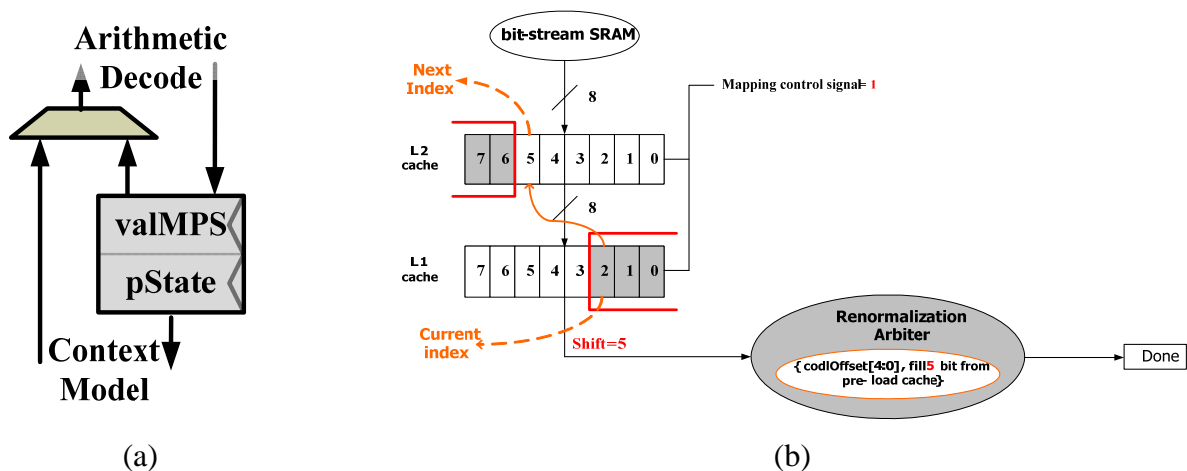 Arithmetic
Decode
valMPS
pState
Context
Model
(a)
bit-stream SRAM
Next
Index
8
Mapping control signal= 1
L2
cache
7 6 5 4 3 2 1 0
8
L1
cache
7 6 5 4 3 2 1 0
Current
index
Shift=5
Renormalization
Arbiter
{ codIOffset[4:0], fill5 bit from
pre- load cache}
Done
(b)